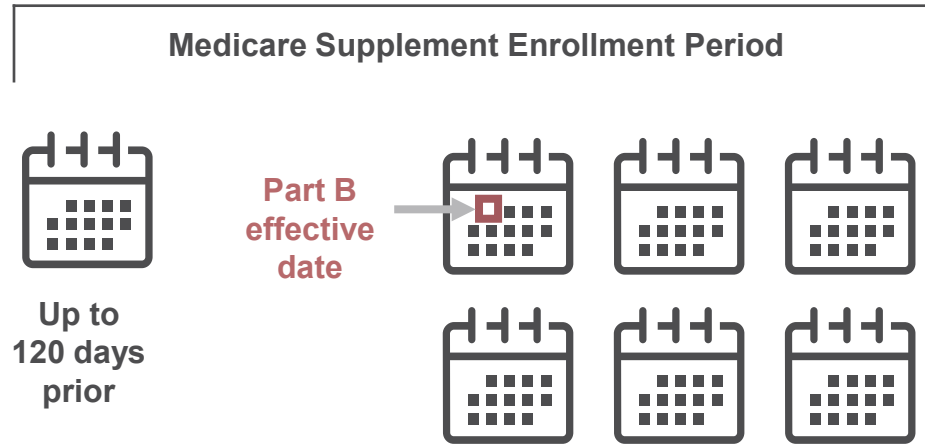 Medicare Supplement Enrollment Period
Up to
120 days
prior
Part B
effective
date